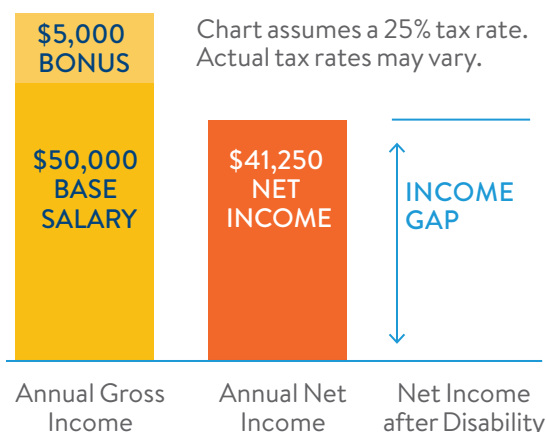 $5,000
BONUS
Chart assumes a 25% tax rate.
Actual tax rates may vary.
$50,000
BASE
SALARY
$41,250
NET
INCOME
INCOME
GAP
Annual Gross
Income
Annual Net
Income
Net Income
after Disability